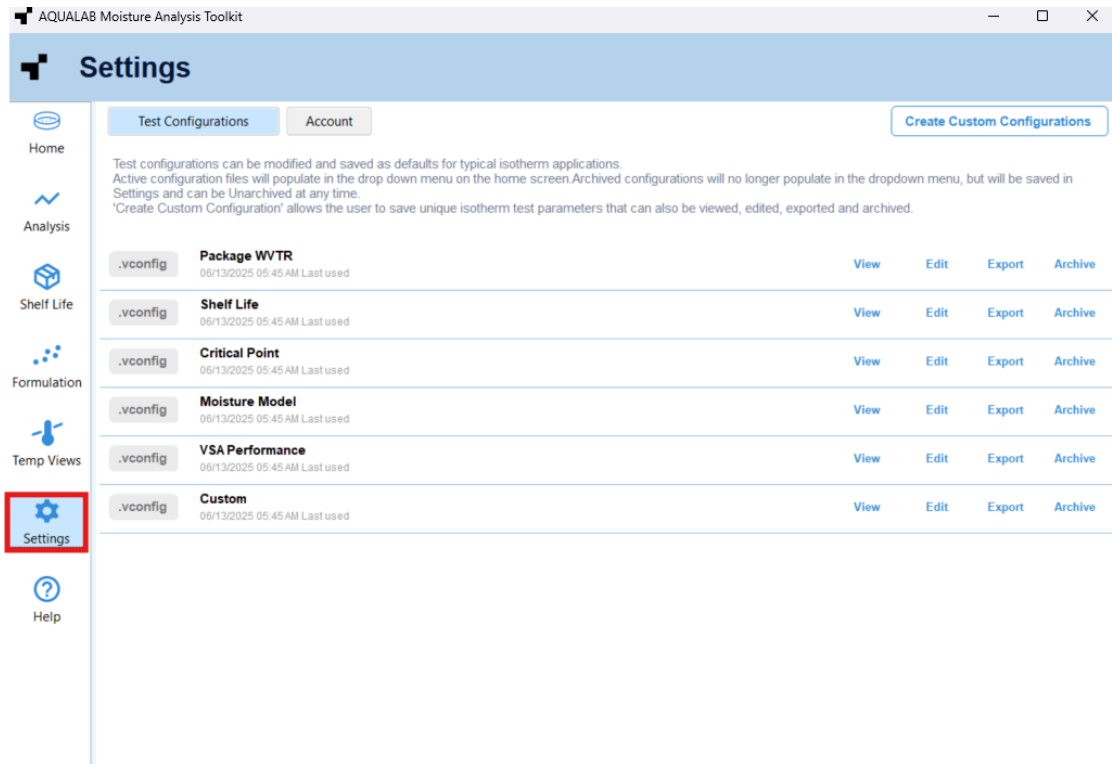 AQUALAB Moisture Analysis Toolkit
Settings
Home
Analysis
Shelf Life
Formulation
Temp Views
Settings
Help
Test Configurations
Account
Create Custom Configurations
Test configurations can be modified and saved as defaults for typical isotherm applications.
Active configuration files will populate in the drop down menu on the home screen.Archived configurations will no longer populate in the dropdown menu, but will be saved in
Settings and can be Unarchived at any time.
'Create Custom Configuration' allows the user to save unique isotherm test parameters that can also be viewed, edited, exported and archived.
.vconfig
Package WVTR
06/13/2025 05:45 AM Last used
View Edit Export Archive
.vconfig
Shelf Life
06/13/2025 05:45 AM Last used
View Edit Export Archive
.vconfig
Critical Point
06/13/2025 05:45 AM Last used
View Edit Export Archive
.vconfig
Moisture Model
06/13/2025 05:45 AM Last used
View Edit Export Archive
.vconfig
VSA Performance
06/13/2025 05:45 AM Last used
View Edit Export Archive
.vconfig
Custom
06/13/2025 05:45 AM Last used
View Edit Export Archive